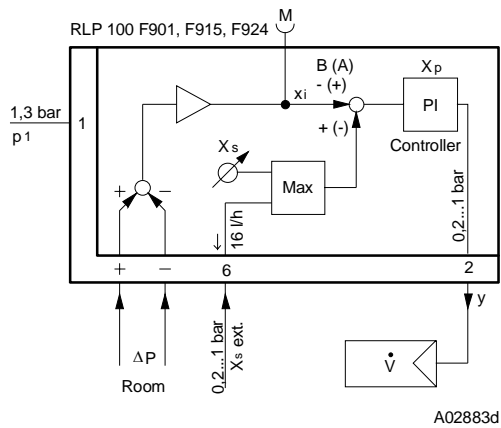 M
RLP 100 F901, F915, F924
B (A)
- (+)
Xp
xi
PI
1,3 bar
p1
1
+ (-)
Controller
Xs
Max
+ −
16 l/h
0,2...1 bar
+ −
6
2
y
ΔP
Room
0,2...1 bar
Xs ext.
V̇
A02883d